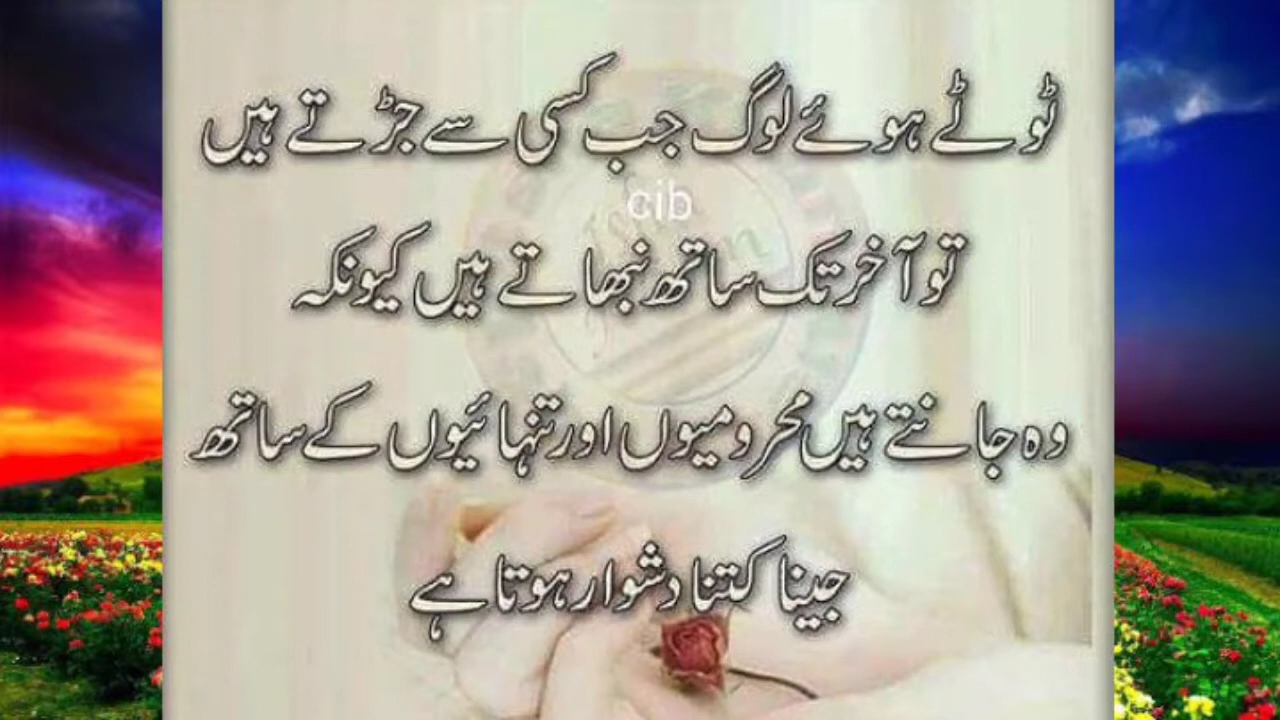 ٹوٹے ہوئے لوگ جب کسی سے جڑتے ہیں
cib
تو آخر تک ساتھ نبھاتے ہیں کیونکہ
وہ جانتے ہیں محرومیوں اور تنہائیوں کے ساتھ
جینا کتنا دشوار ہوتا ہے